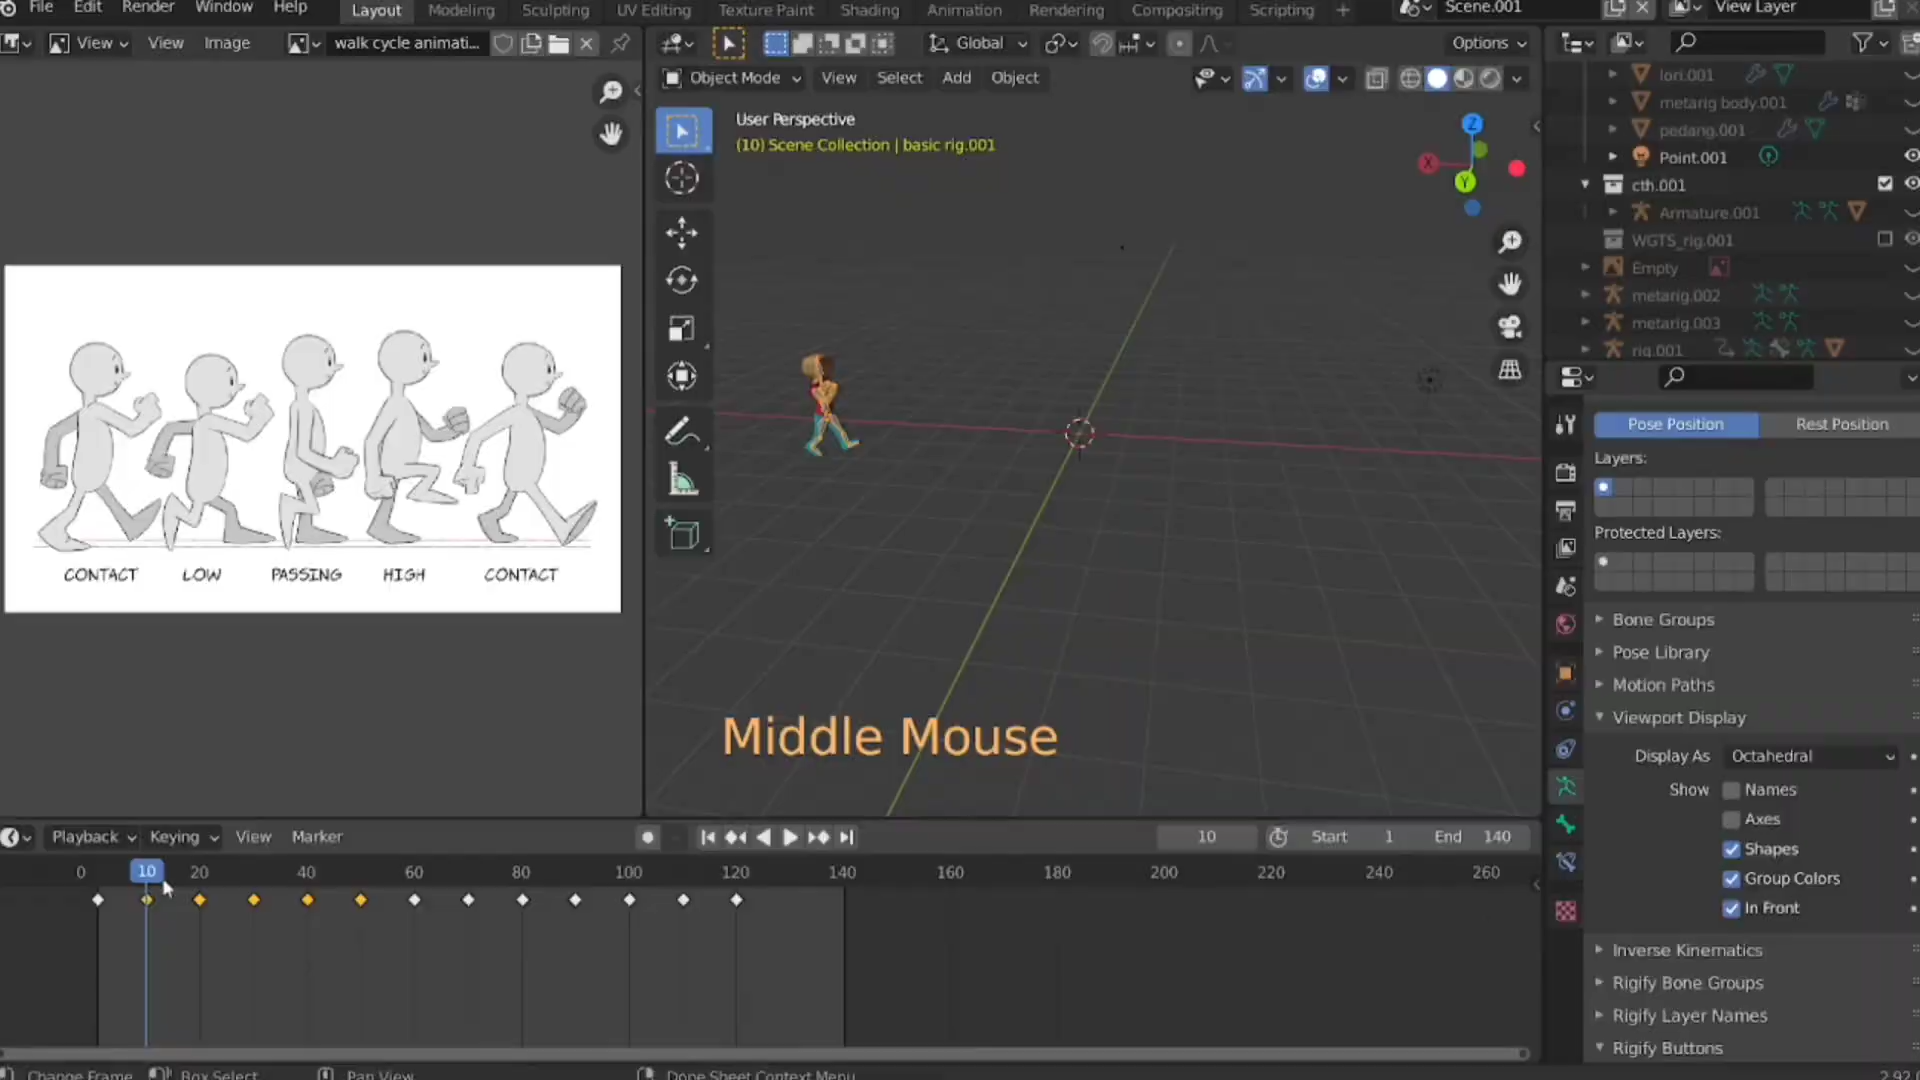 File Edit Render Window Help Layout Modeling Sculpting UV Editing Texture Paint Shading Animation Rendering Compositing Scripting + Scene.001 View Layer
View View Image walk cycle animati... Global Options
Object Mode View Select Add Object
User Perspective
(10) Scene Collection | basic rig.001
Z
X
Y
CONTACT LOW PASSING HIGH CONTACT
Middle Mouse
lori.001
metarig body.001
pedang.001
Point.001
cth.001
Armature.001
WGTS_rig.001
Empty
metarig.002
metarig.003
rig.001
Pose Position Rest Position
Layers:
Protected Layers:
Bone Groups
Pose Library
Motion Paths
Viewport Display
Display As Octahedral
Show Names
Axes
Shapes
Group Colors
In Front
Inverse Kinematics
Rigify Bone Groups
Rigify Layer Names
Rigify Buttons
Playback Keying View Marker 10 Start 1 End 140
0 10 20 40 60 80 100 120 140 160 180 200 220 240 260
Change Frame Box Select Pan View Dope Sheet Context Menu